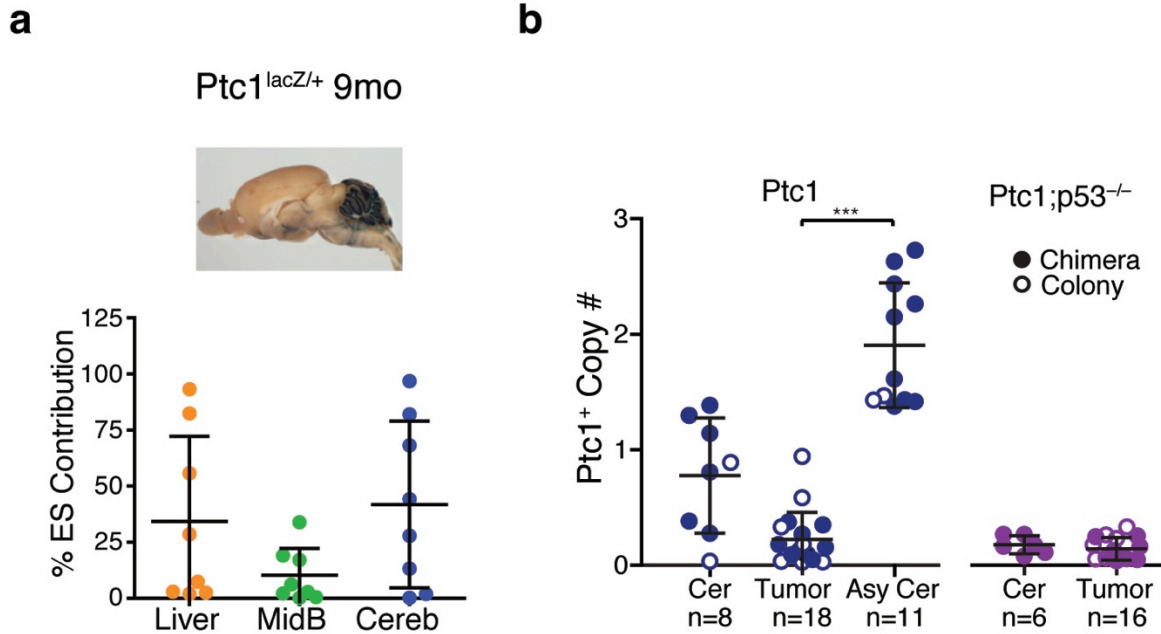 a
Ptc1lacZ/+ 9mo
125
100
75
50
25
0
% ES Contribution
Liver MidB Cereb
b
Ptc1
Ptc1;p53–/–
***
Chimera
Colony
3
2
1
0
Ptc1+ Copy #
Cer Tumor Asy Cer Cer Tumor
n=8 n=18 n=11 n=6 n=16